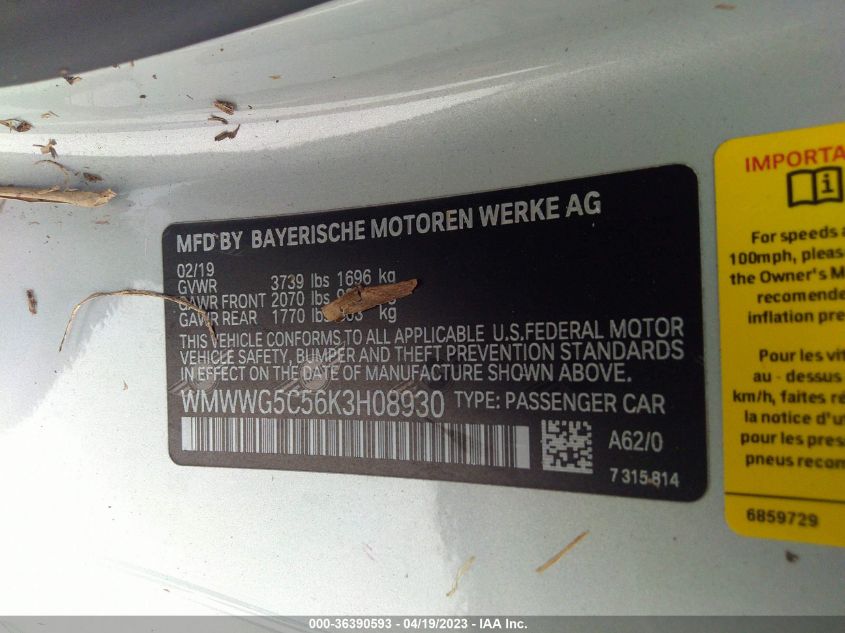 MFD BY BAYERISCHE MOTOREN WERKE AG
02/19
GVWR 3739 lbs 1696 kg
GAWR FRONT 2070 lbs
GAWR REAR 1770 lbs kg
THIS VEHICLE CONFORMS TO ALL APPLICABLE U.S.FEDERAL MOTOR
VEHICLE SAFETY, BUMPER AND THEFT PREVENTION STANDARDS
IN EFFECT ON THE DATE OF MANUFACTURE SHOWN ABOVE.
WMWWG5C56K3H08930 TYPE: PASSENGER CAR
A62/0
7 315 814
IMPORTA
i
For speeds a
100mph, pleas
the Owner's M
recommende
inflation pre
Pour les vit
au - dessus
km/h, faites
la notice d'u
pour les pres
pneus recom
6859729
000-36390593 - 04/19/2023 - IAA Inc.